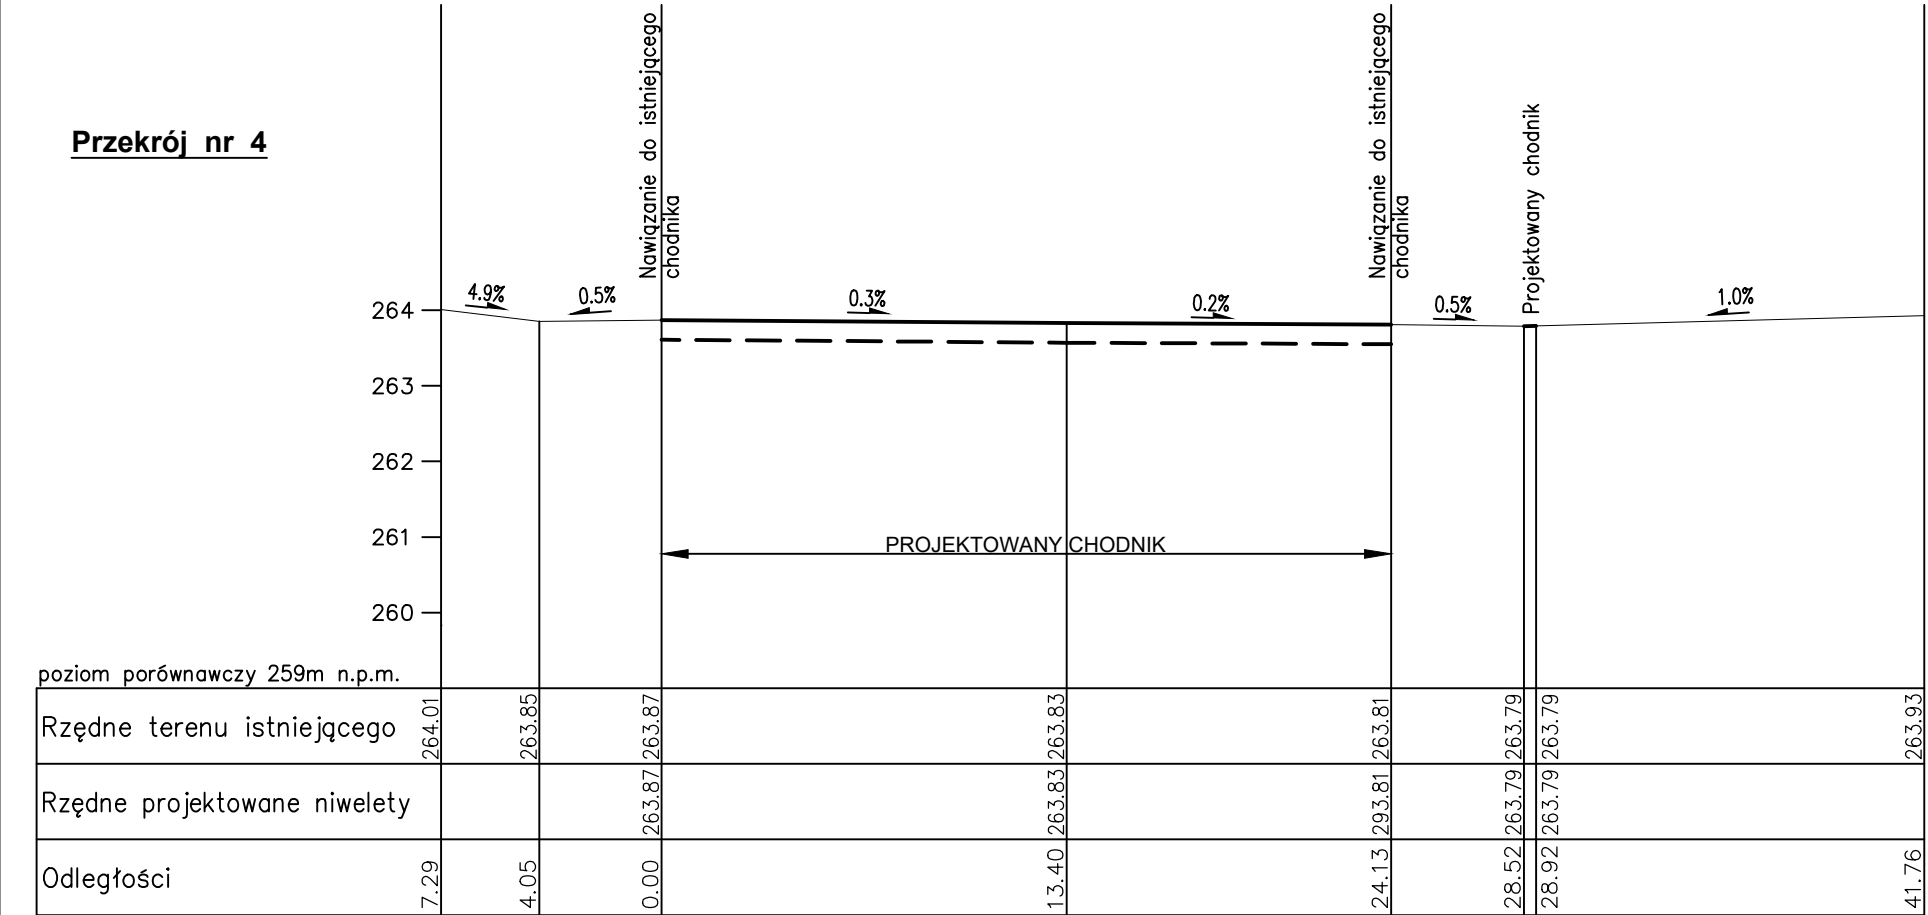 Przekrój nr 4
Nawiązanie do istniejącego
chodnika
Nawiązanie do istniejącego
chodnika
Projektowany chodnik
4.9%
0.5%
0.3%
0.2%
0.5%
1.0%
264
263
262
261
260
PROJEKTOWANY CHODNIK
poziom porównawczy 259m n.p.m.
Rzędne terenu istniejącego 264.01 263.85 263.87 263.83 263.81 263.79 263.79 263.93
Rzędne projektowane niwelety 263.87 263.83 293.81 263.79 263.79
Odległości 7.29 4.05 0.00 13.40 24.13 28.52 28.92 41.76